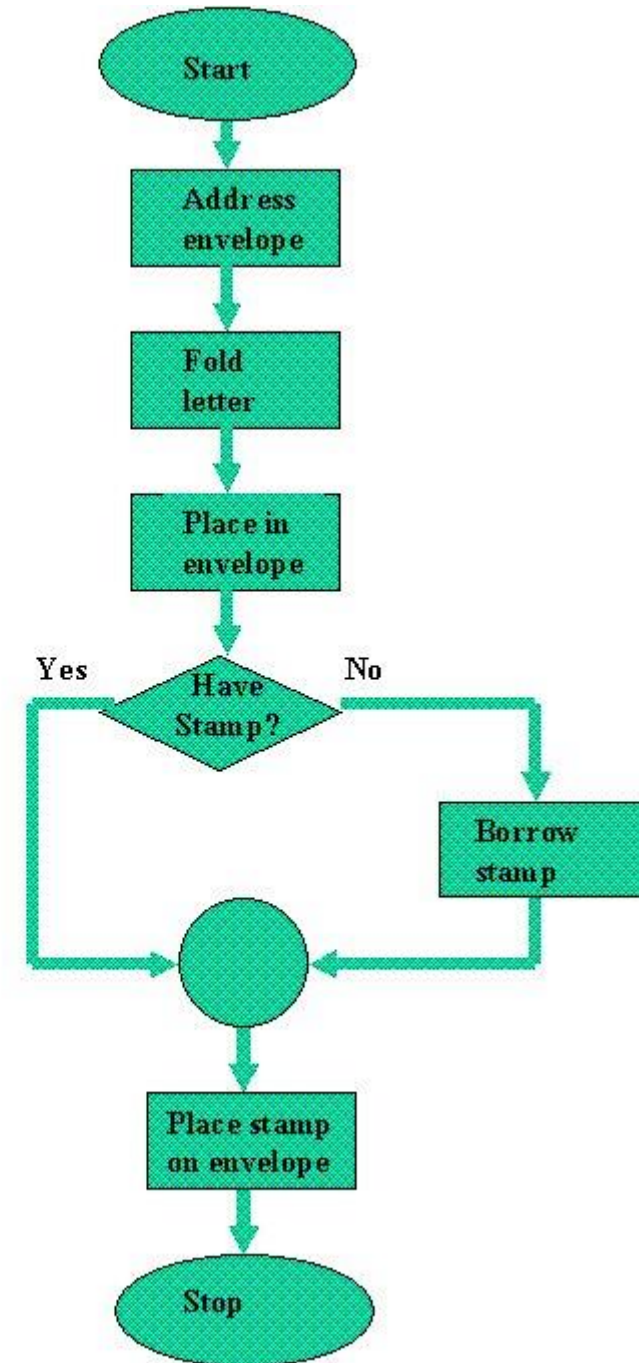 Start
Address
envelope
Fold
letter
Place in
envelope
Yes
No
Have
Stamp?
Borrow
stamp
Place stamp
on envelope
Stop